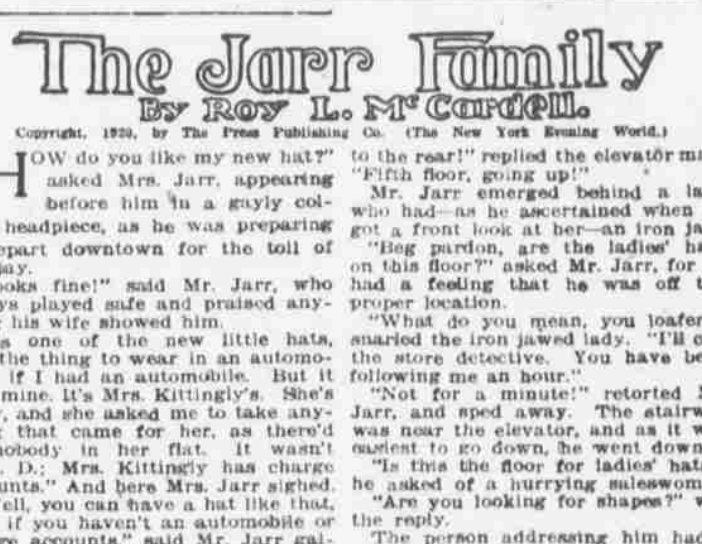 The Jarr Family
By Roy L. McCardell.
Copyright, 1920, by The Press Publishing Co. (The New York Evening World.)
HOW do you like my new hat?"
asked Mrs. Jarr, appearing
before him in a gayly col-
headpiece, as he was preparing
epart downtown for the toil of
ay.
ooks fine!" said Mr. Jarr, who
ys played safe and praised any-
his wife showed him.
s one of the new little hats,
the thing to wear in an automo-
if I had an automobile. But it
mine. It's Mrs. Kittingly's. She's
, and she asked me to take any-
that came for her, as there'd
nobody in her flat. It wasn't
. D.; Mrs. Kittingly has charge
unts." And here Mrs. Jarr sighed.
ell, you can have a hat like that,
if you haven't an automobile or
e accounts," said Mr. Jarr gal-
to the rear!" replied the elevator ma
"Fifth floor, going up!"
Mr. Jarr emerged behind a la
who had—as he ascertained when
got a front look at her—an iron ja
"Beg pardon, are the ladies' ha
on this floor?" asked Mr. Jarr, for
had a feeling that he was off t
proper location.
"What do you mean, you loafer
snarled the iron jawed lady. "I'll c
the store detective. You have be
following me an hour."
"Not for a minute!" retorted M
Jarr, and sped away. The stairw
was near the elevator, and as it w
easiest to go down, he went down
"Is this the floor for ladies' hats
he asked of a hurrying saleswom
"Are you looking for shapes?" w
the reply.
The person addressing him had